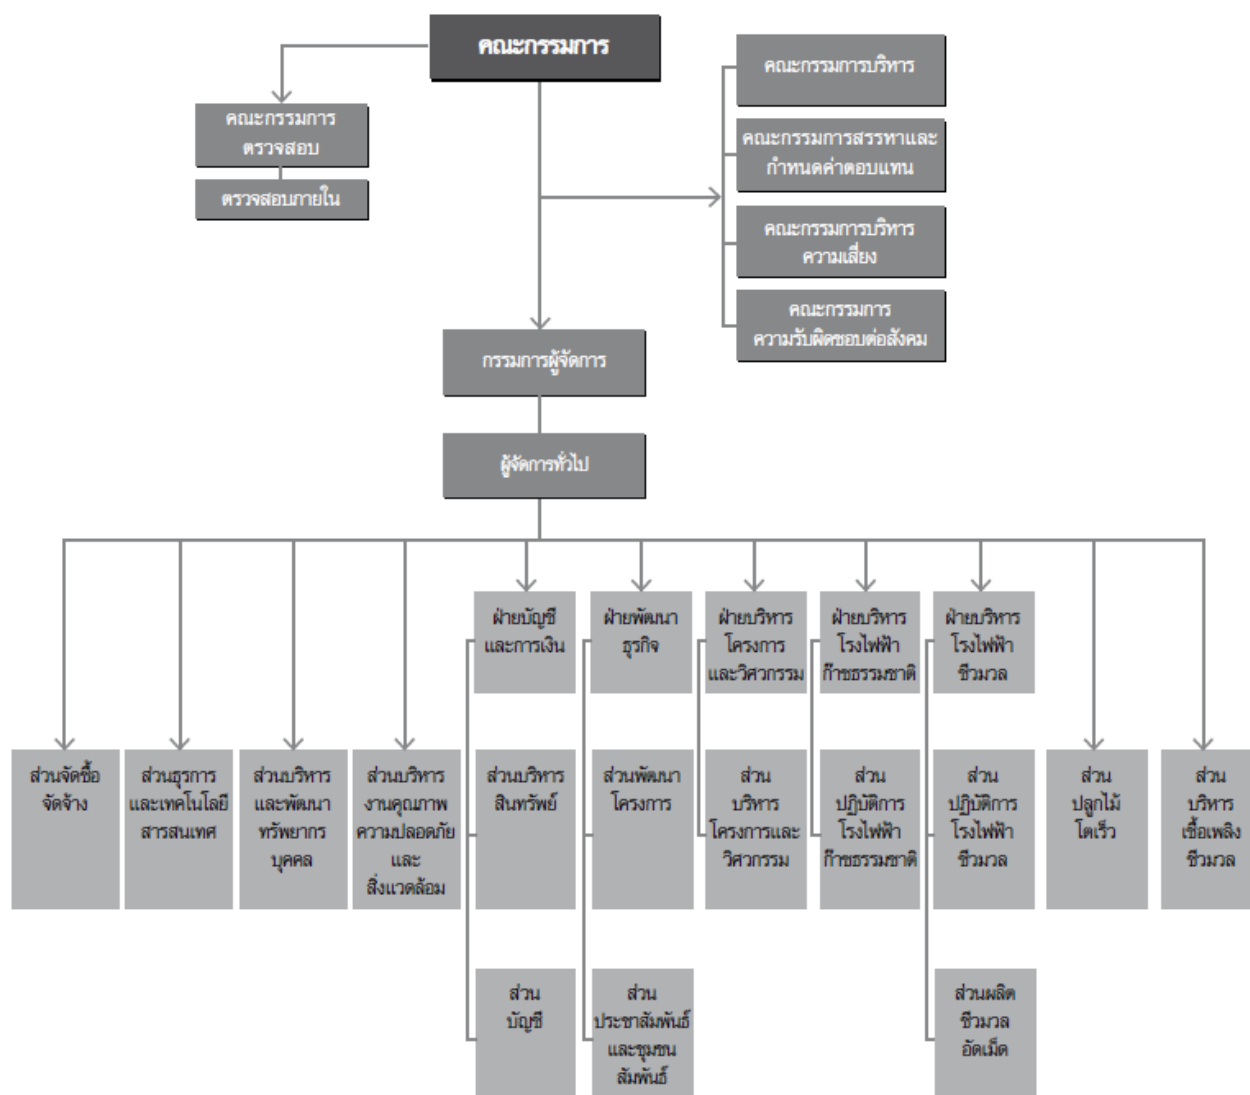 คณะกรรมการ
คณะกรรมการ
ตรวจสอบ
ตรวจสอบภายใน
คณะกรรมการบริหาร
คณะกรรมการสรรหาและ
กำหนดค่าตอบแทน
คณะกรรมการบริหาร
ความเสี่ยง
คณะกรรมการ
ความรับผิดชอบต่อสังคม
กรรมการผู้จัดการ
ผู้จัดการทั่วไป
ฝ่ายบัญชี
และการเงิน
ฝ่ายพัฒนา
ธุรกิจ
ฝ่ายบริหาร
โครงการ
และวิศวกรรม
ฝ่ายบริหาร
โรงไฟฟ้า
ก๊าซธรรมชาติ
ฝ่ายบริหาร
โรงไฟฟ้า
ชีวมวล
ส่วนจัดซื้อ
จัดจ้าง
ส่วนธุรการ
และเทคโนโลยี
สารสนเทศ
ส่วนบริหาร
และพัฒนา
ทรัพยากร
บุคคล
ส่วนบริหาร
งานคุณภาพ
ความปลอดภัย
และ
สิ่งแวดล้อม
ส่วนบริหาร
สินทรัพย์
ส่วนพัฒนา
โครงการ
ส่วน
บริหาร
โครงการและ
วิศวกรรม
ส่วน
ปฏิบัติการ
โรงไฟฟ้า
ก๊าซธรรมชาติ
ส่วน
ปฏิบัติการ
โรงไฟฟ้า
ชีวมวล
ส่วน
ปลูกไม้
โตเร็ว
ส่วน
บริหาร
เชื้อเพลิง
ชีวมวล
ส่วน
บัญชี
ส่วน
ประชาสัมพันธ์
และชุมชน
สัมพันธ์
ส่วนผลิต
ชีวมวล
อัดเม็ด